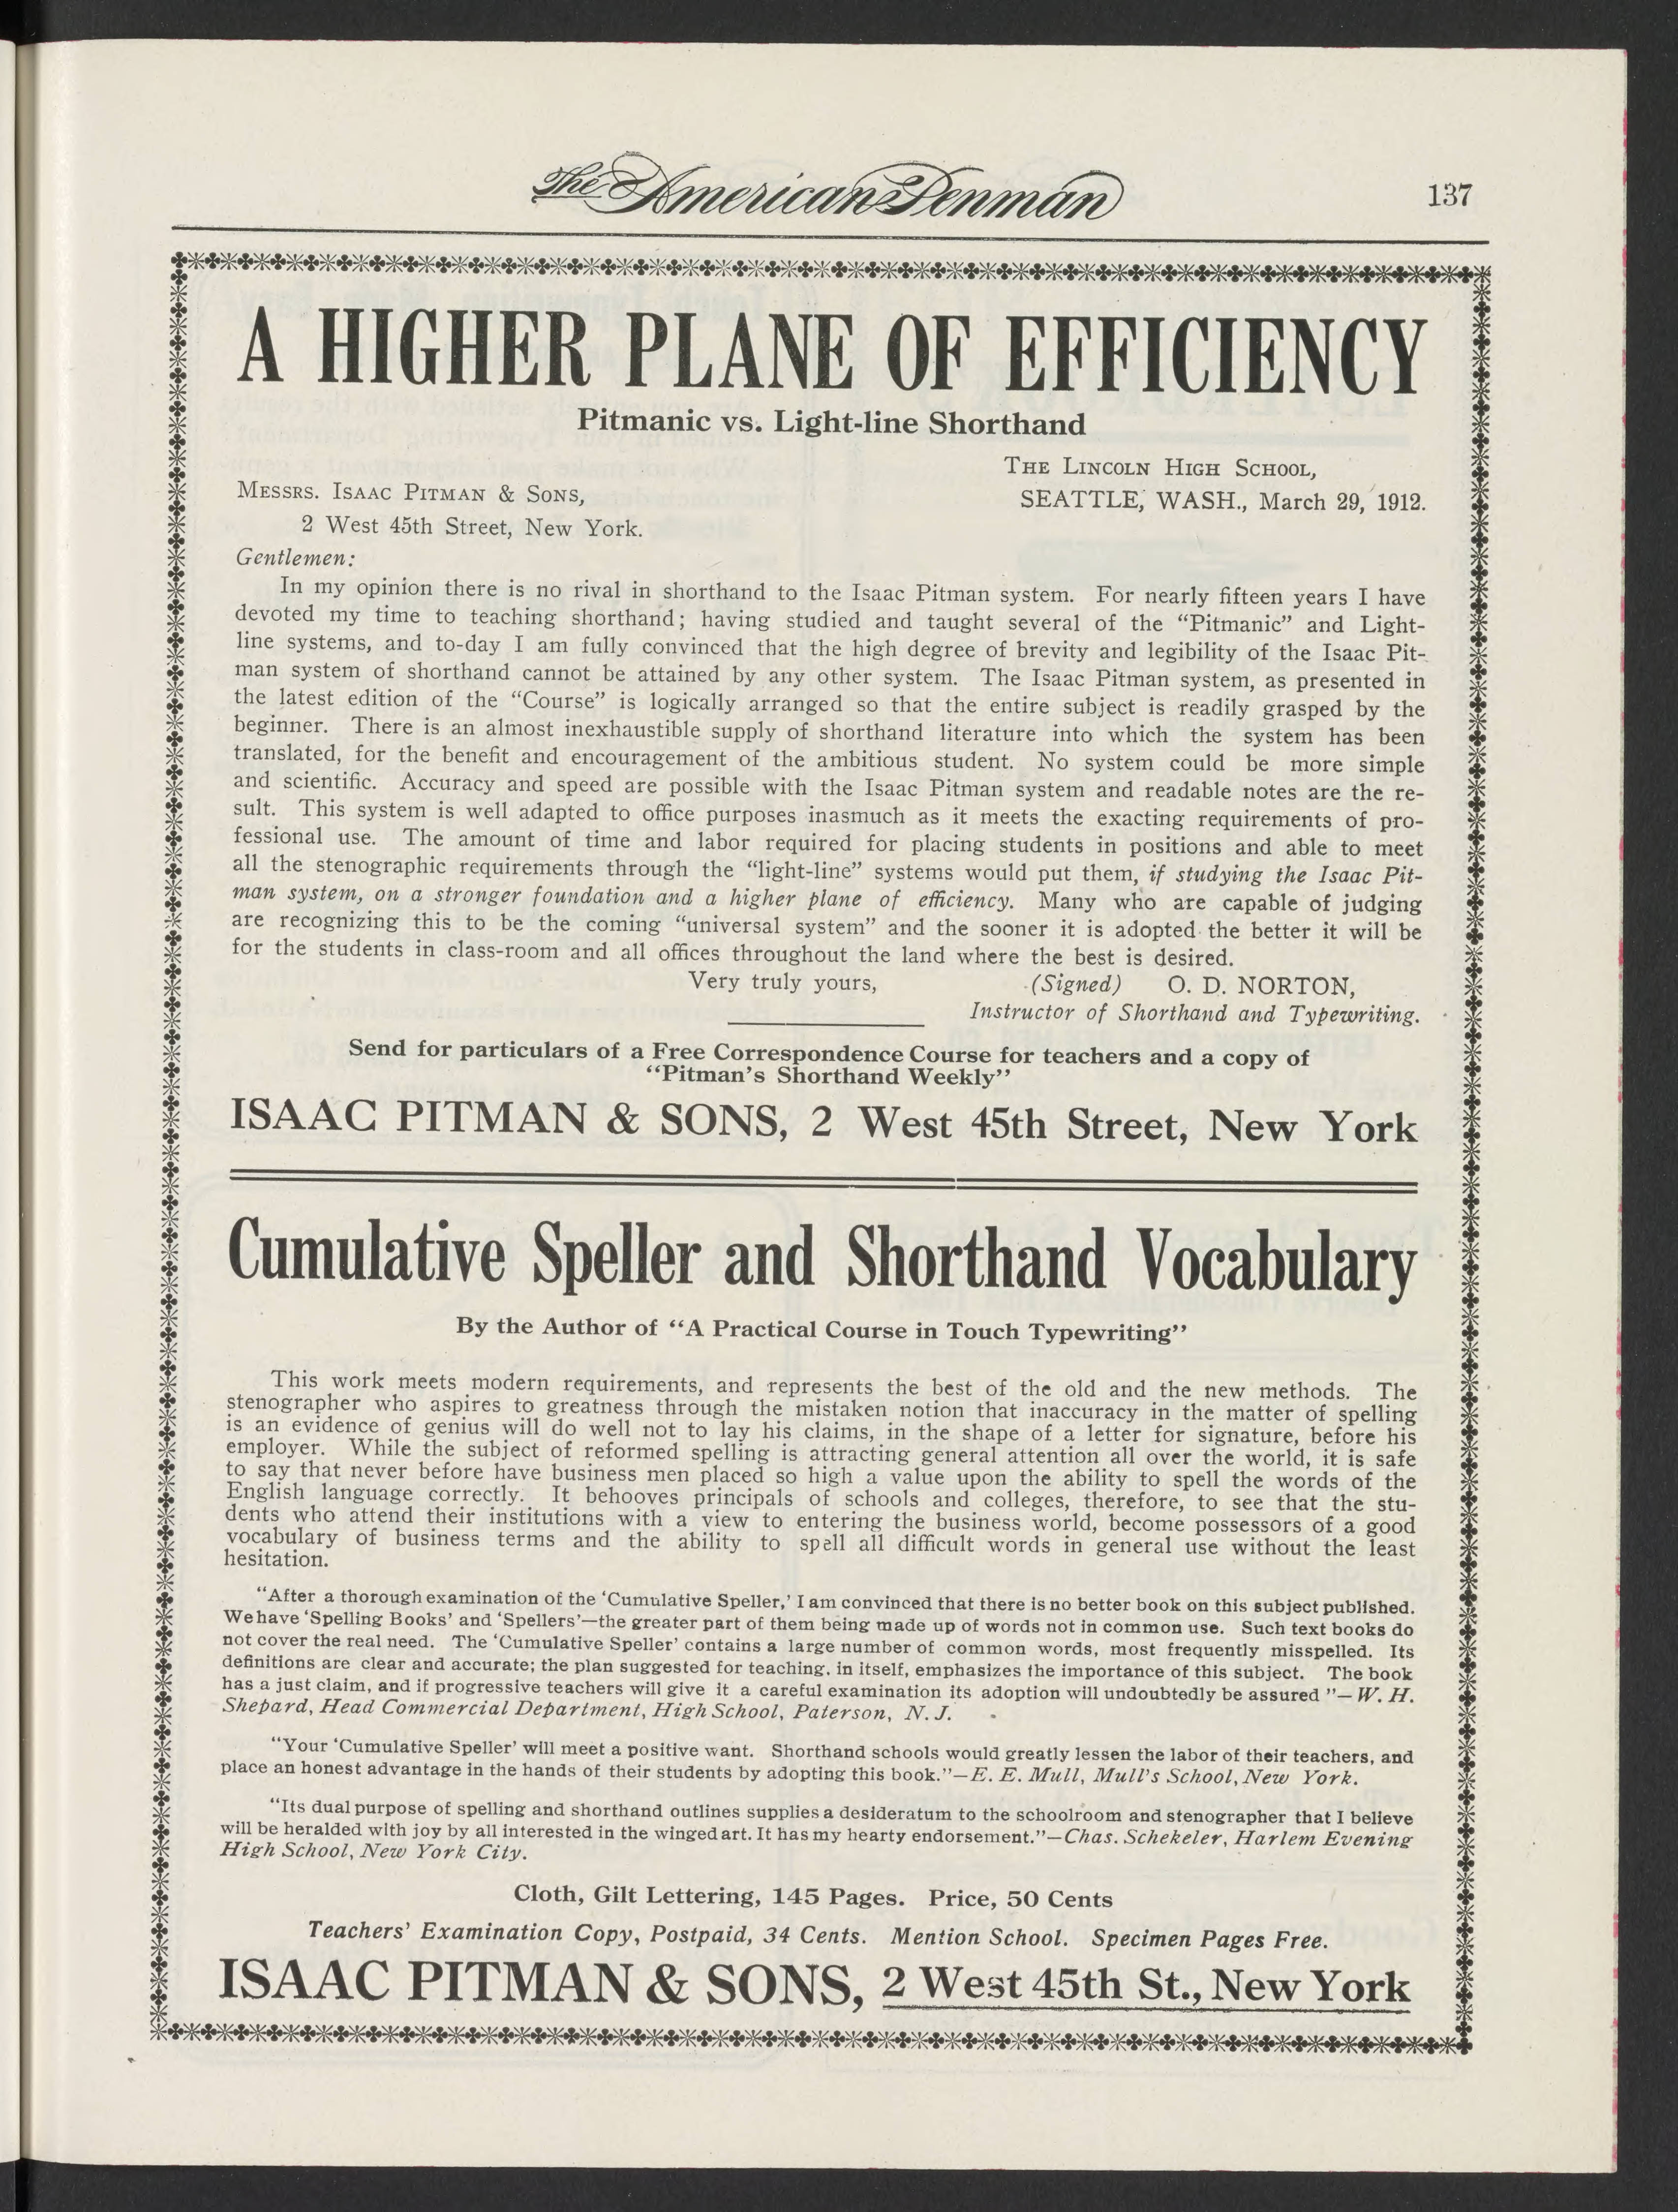 The American Penman
137
A HIGHER PLANE OF EFFICIENCY
Pitmanic vs. Light-line Shorthand
THE LINCOLN HIGH SCHOOL,
MESSRS. ISAAC PITMAN & SONS,
SEATTLE, WASH., March 29, 1912.
2 West 45th Street, New York.
Gentlemen:
In my opinion there is no rival in shorthand to the Isaac Pitman system. For nearly fifteen years I have
devoted my time to teaching shorthand; having studied and taught several of the “Pitmanic” and Light-
line systems, and to-day I am fully convinced that the high degree of brevity and legibility of the Isaac Pit-
man system of shorthand cannot be attained by any other system. The Isaac Pitman system, as presented in
the latest edition of the “Course” is logically arranged so that the entire subject is readily grasped by the
beginner. There is an almost inexhaustible supply of shorthand literature into which the system has been
translated, for the benefit and encouragement of the ambitious student. No system could be more simple
and scientific. Accuracy and speed are possible with the Isaac Pitman system and readable notes are the re-
sult. This system is well adapted to office purposes inasmuch as it meets the exacting requirements of pro-
fessional use. The amount of time and labor required for placing students in positions and able to meet
all the stenographic requirements through the “light-line” systems would put them, if studying the Isaac Pit-
man system, on a stronger foundation and a higher plane of efficiency. Many who are capable of judging
are recognizing this to be the coming “universal system” and the sooner it is adopted the better it will be
for the students in class-room and all offices throughout the land where the best is desired.
Very truly yours, (Signed) O. D. NORTON,
Instructor of Shorthand and Typewriting.
Send for particulars of a Free Correspondence Course for teachers and a copy of
“Pitman's Shorthand Weekly”
ISAAC PITMAN & SONS, 2 West 45th Street, New York
Cumulative Speller and Shorthand Vocabulary
By the Author of “A Practical Course in Touch Typewriting”
This work meets modern requirements, and represents the best of the old and the new methods. The
stenographer who aspires to greatness through the mistaken notion that inaccuracy in the matter of spelling
is an evidence of genius will do well not to lay his claims, in the shape of a letter for signature, before his
employer. While the subject of reformed spelling is attracting general attention all over the world, it is safe
to say that never before have business men placed so high a value upon the ability to spell the words of the
English language correctly. It behooves principals of schools and colleges, therefore, to see that the stu-
dents who attend their institutions with a view to entering the business world, become possessors of a good
vocabulary of business terms and the ability to spell all difficult words in general use without the least
hesitation.
“After a thorough examination of the ‘Cumulative Speller,’ I am convinced that there is no better book on this subject published.
We have ‘Spelling Books’ and ‘Spellers’—the greater part of them being made up of words not in common use. Such text books do
not cover the real need. The ‘Cumulative Speller’ contains a large number of common words, most frequently misspelled. Its
definitions are clear and accurate; the plan suggested for teaching, in itself, emphasizes the importance of this subject. The book
has a just claim, and if progressive teachers will give it a careful examination its adoption will undoubtedly be assured ”—W. H.
Shepard, Head Commercial Department, High School, Paterson, N. J.
“Your ‘Cumulative Speller’ will meet a positive want. Shorthand schools would greatly lessen the labor of their teachers, and
place an honest advantage in the hands of their students by adopting this book.”—E. E. Mull, Mull's School, New York.
“Its dual purpose of spelling and shorthand outlines supplies a desideratum to the schoolroom and stenographer that I believe
will be heralded with joy by all interested in the winged art. It has my hearty endorsement.”—Chas. Schekeler, Harlem Evening
High School, New York City.
Cloth, Gilt Lettering, 145 Pages. Price, 50 Cents
Teachers' Examination Copy, Postpaid, 34 Cents. Mention School. Specimen Pages Free.
ISAAC PITMAN & SONS, 2 West 45th St., New York